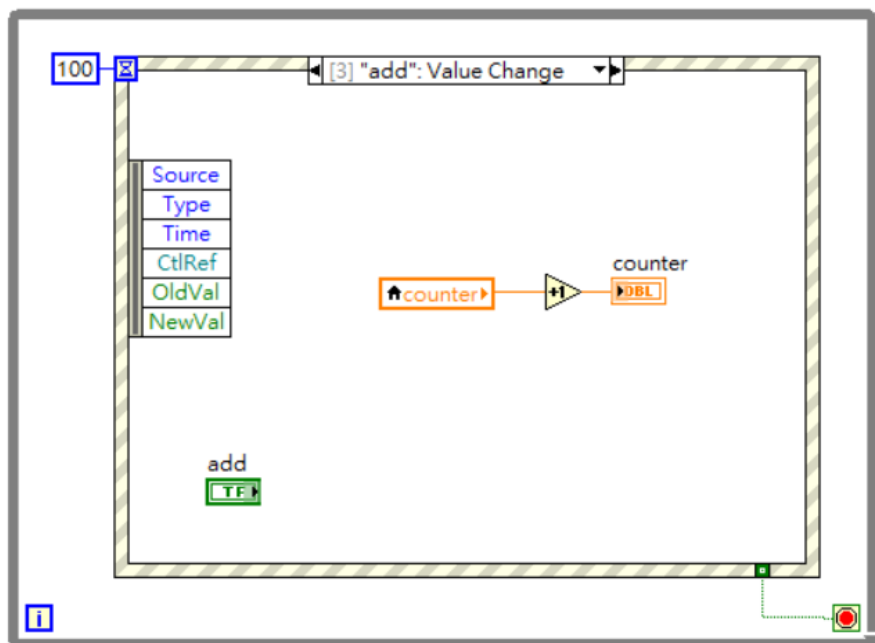 100
[3] "add": Value Change
Source
Type
Time
CtlRef
OldVal
NewVal
counter
counter
+1
DBL
add
TF
i